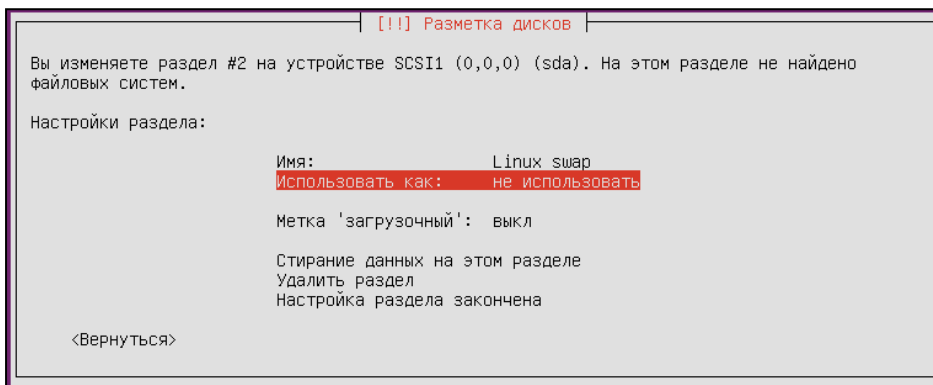 [!!] Разметка дисков
Вы изменяете раздел #2 на устройстве SCSI1 (0,0,0) (sda). На этом разделе не найдено
файловых систем.
Настройки раздела:
Имя: Linux swap
Использовать как: не использовать
Метка 'загрузочный': выкл
Стирание данных на этом разделе
Удалить раздел
Настройка раздела закончена
<Вернуться>